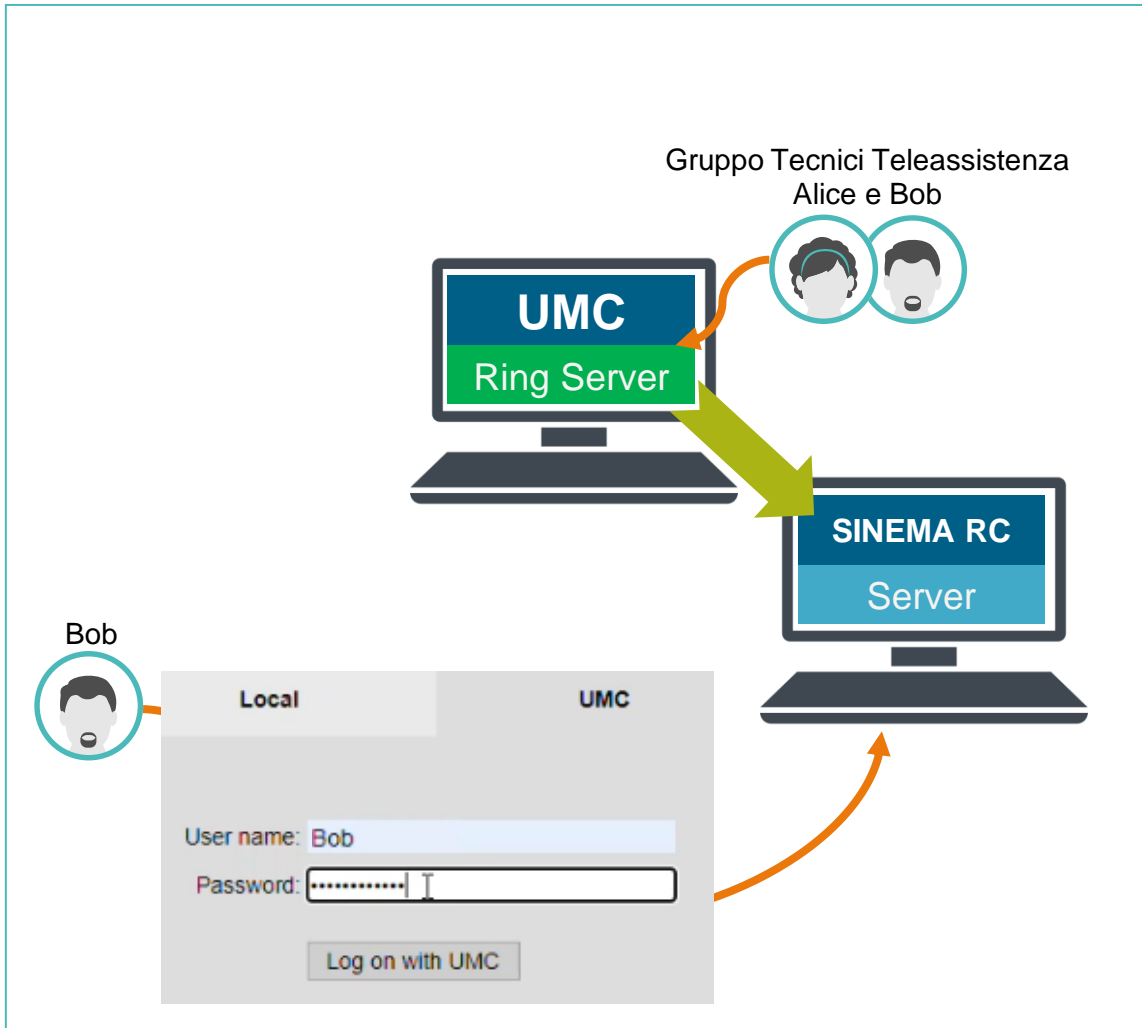 Gruppo Tecnici Teleassistenza
Alice e Bob
UMC
Ring Server
SINEMA RC
Server
Bob
Local UMC
User name: Bob
Password: ••••••••••••
Log on with UMC